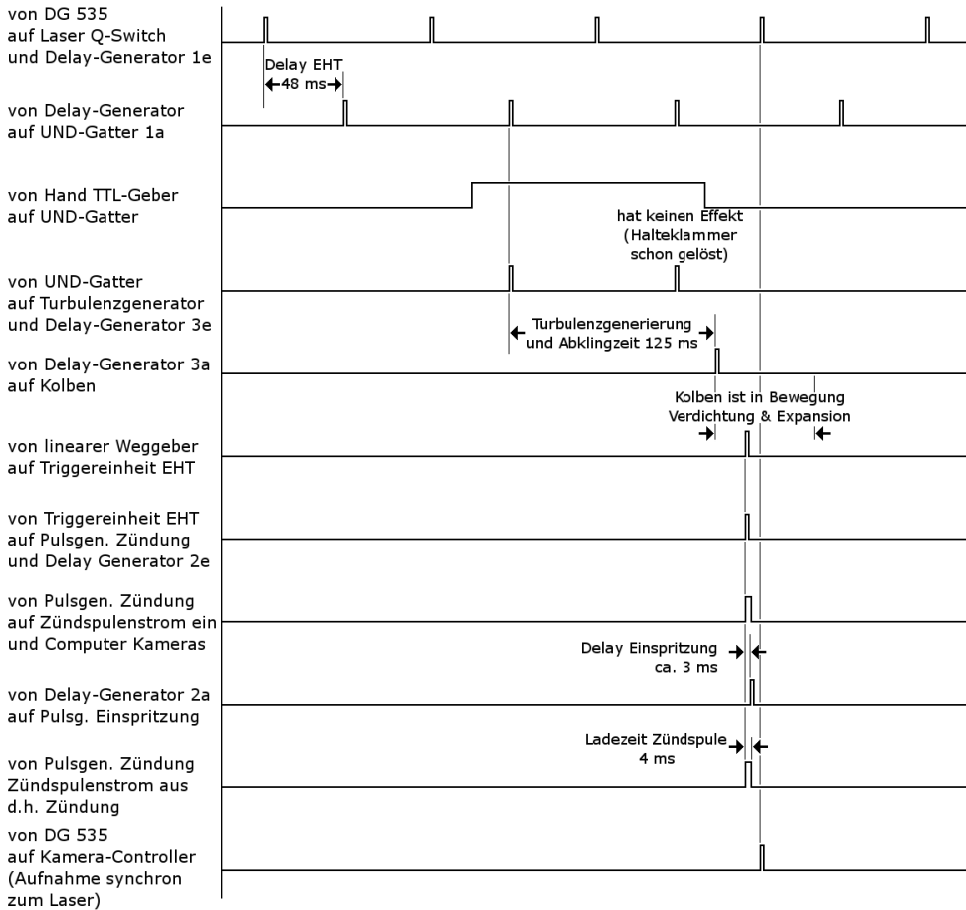 von DG 535
auf Laser Q-Switch
und Delay-Generator 1e
Delay EHT
48 ms
von Delay-Generator
auf UND-Gatter 1a
von Hand TTL-Geber
auf UND-Gatter
hat keinen Effekt
(Halteklammer
schon gelöst)
von UND-Gatter
auf Turbulenzgenerator
und Delay-Generator 3e
Turbulenzgenerierung
und Abklingzeit 125 ms
von Delay-Generator 3a
auf Kolben
Kolben ist in Bewegung
Verdichtung & Expansion
von linearer Weggeber
auf Triggereinheit EHT
von Triggereinheit EHT
auf Pulsgen. Zündung
und Delay Generator 2e
von Pulsgen. Zündung
auf Zündspulenstrom ein
und Computer Kameras
Delay Einspritzung
ca. 3 ms
von Delay-Generator 2a
auf Pulsg. Einspritzung
Ladezeit Zündspule
4 ms
von Pulsgen. Zündung
Zündspulenstrom aus
d.h. Zündung
von DG 535
auf Kamera-Controller
(Aufnahme synchron
zum Laser)